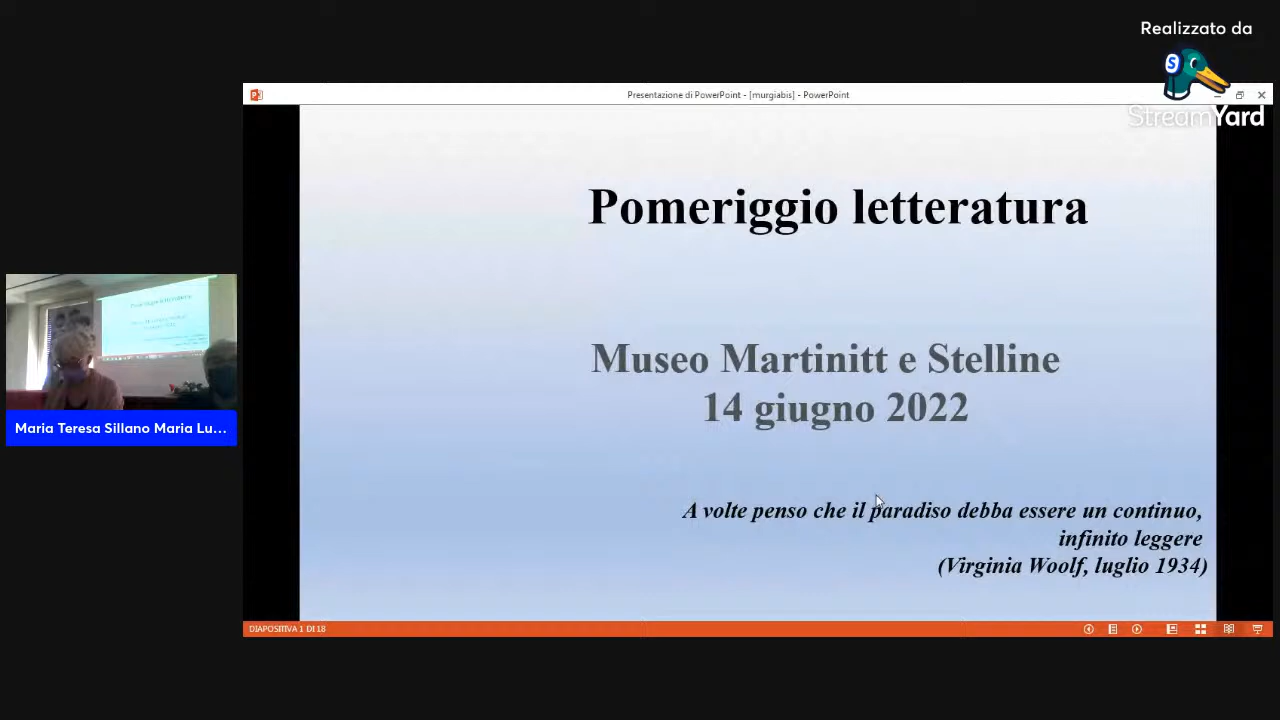 Realizzato da
StreamYard
Presentazione di PowerPoint - [murgiabis] - PowerPoint
Pomeriggio letteratura
Museo Martinitt e Stelline
14 giugno 2022
A volte penso che il paradiso debba essere un continuo,
infinito leggere
(Virginia Woolf, luglio 1934)
Maria Teresa Sillano Maria Lu...
DIAPOSITIVA 1 DI 18